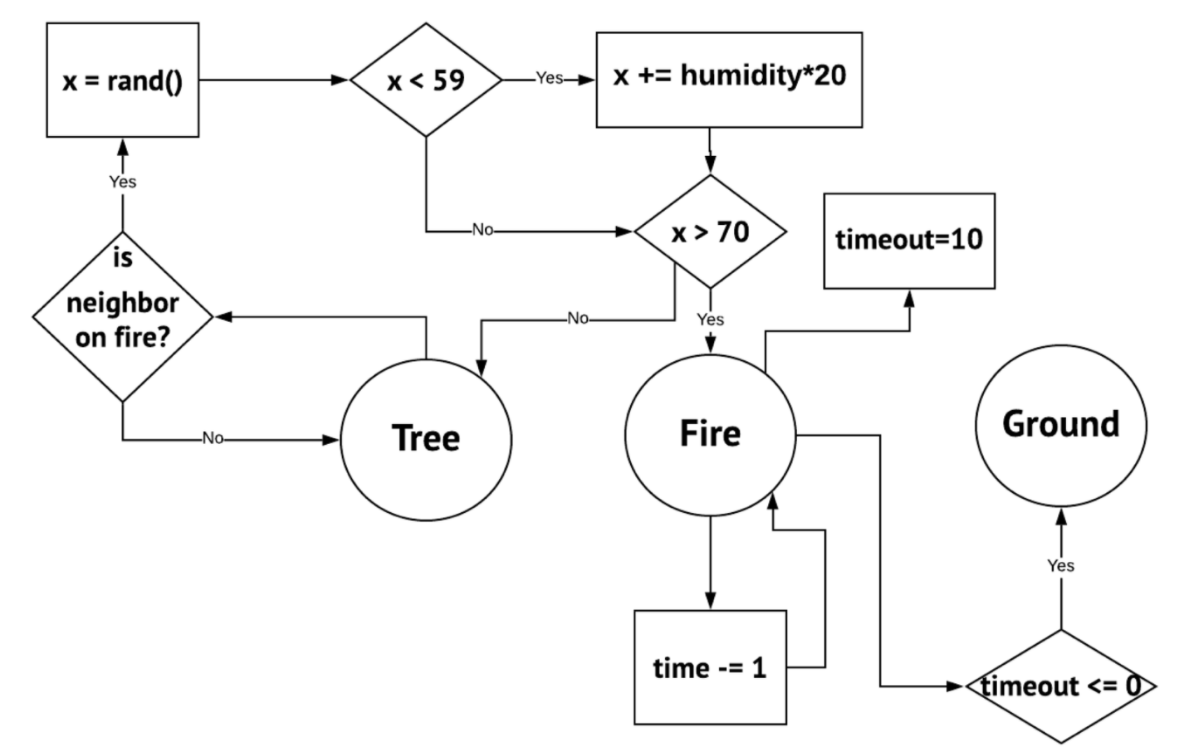 x = rand()
x < 59
Yes
x += humidity*20
Yes
No
x > 70
timeout=10
is
neighbor
on fire?
No
Yes
Tree
Fire
Ground
No
Yes
time -= 1
timeout <= 0